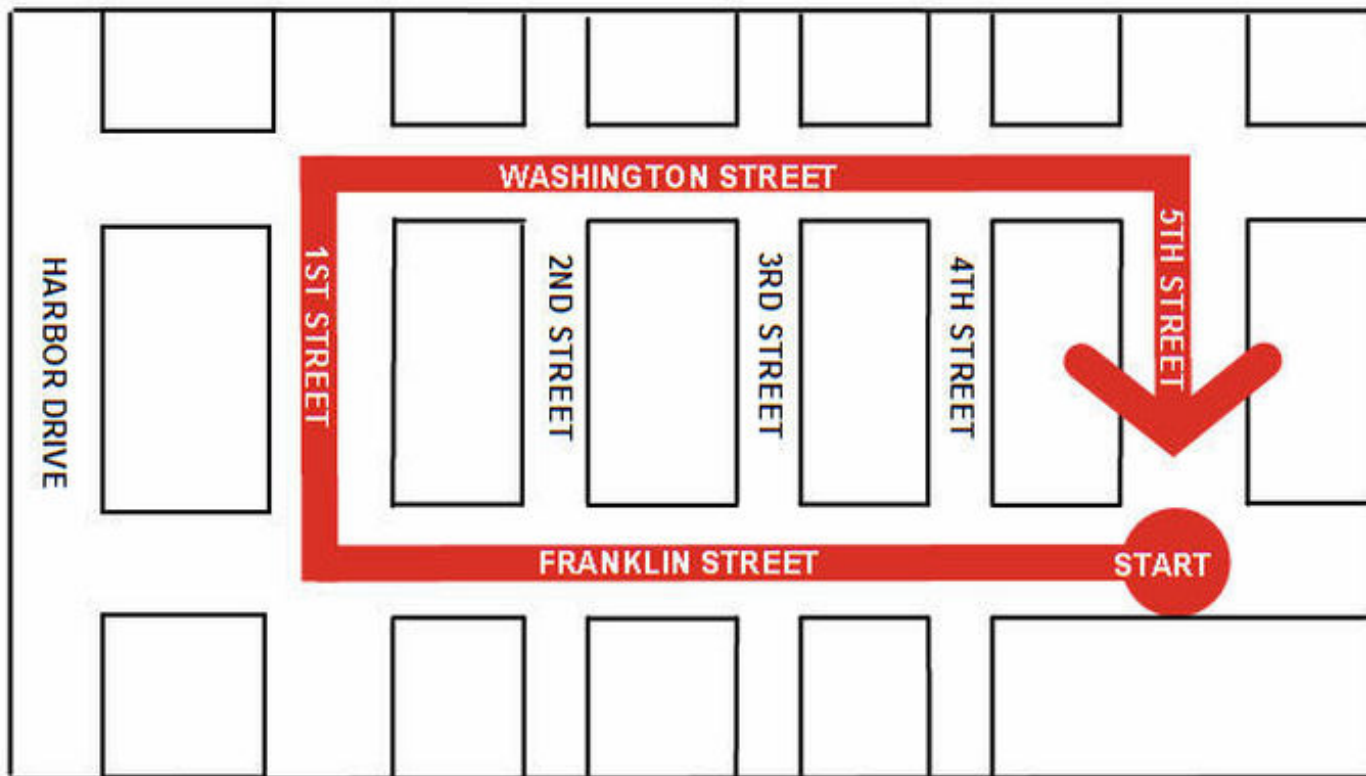 WASHINGTON STREET
HARBOR DRIVE
1ST STREET
2ND STREET
3RD STREET
4TH STREET
5TH STREET
FRANKLIN STREET
START